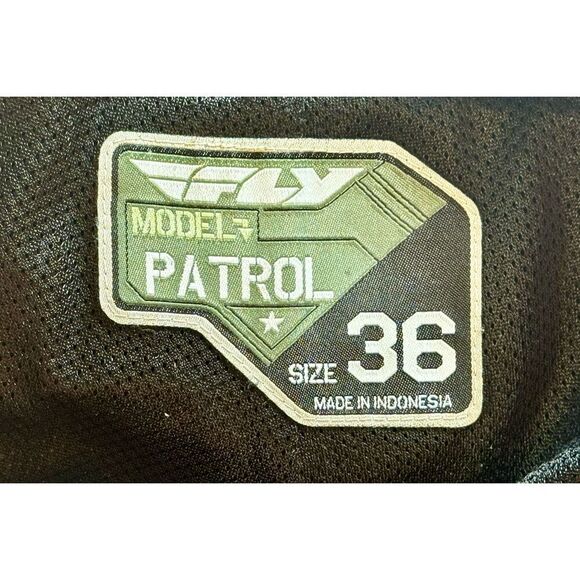 FLY
MODEL
PATROL
SIZE 36
MADE IN INDONESIA